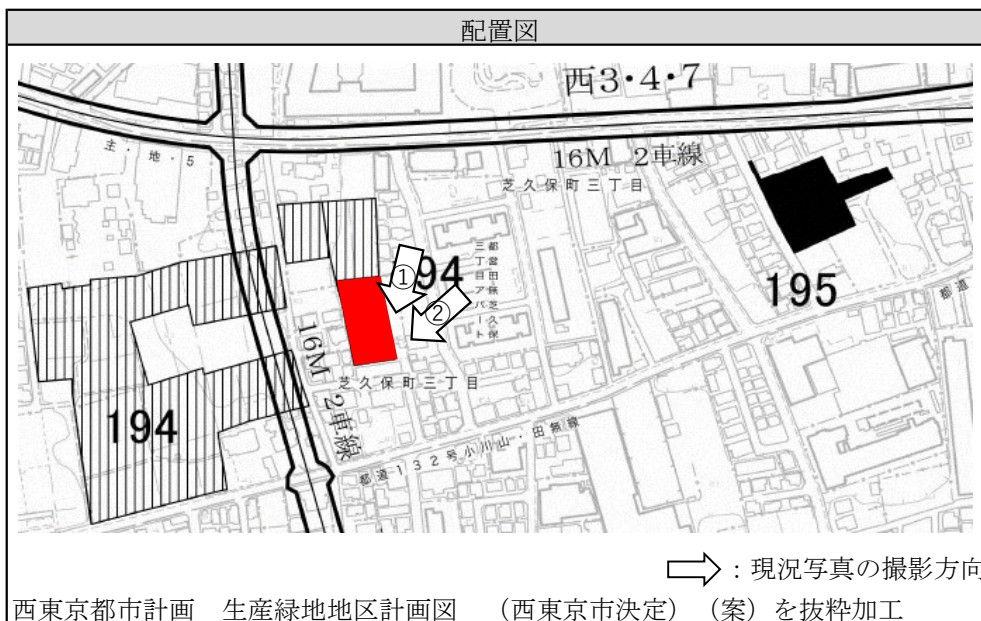 配置図
西3・4・7
主・地・5
16M 2車線
芝久保町三丁目
都営田無芝久保
三丁目アパート
①
94
②
195
都道
16M 2車線
芝久保町三丁目
194
都道132号小川山・田無線
：現況写真の撮影方向
西東京都市計画 生産緑地地区計画図 （西東京市決定）（案）を抜粋加工